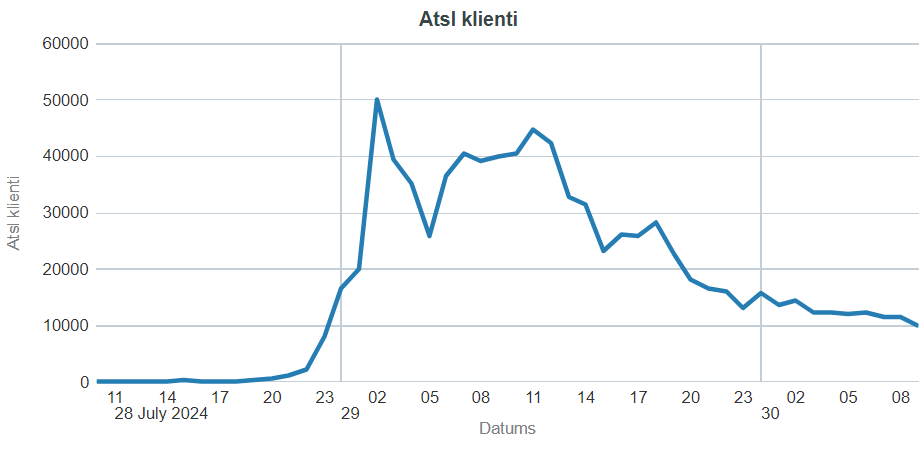 Atsl klienti
60000
50000
40000
30000
20000
10000
0
Atsl klienti
11 14 17 20 23 02 05 08 11 14 17 20 23 02 05 08
28 July 2024 29 30
Datums